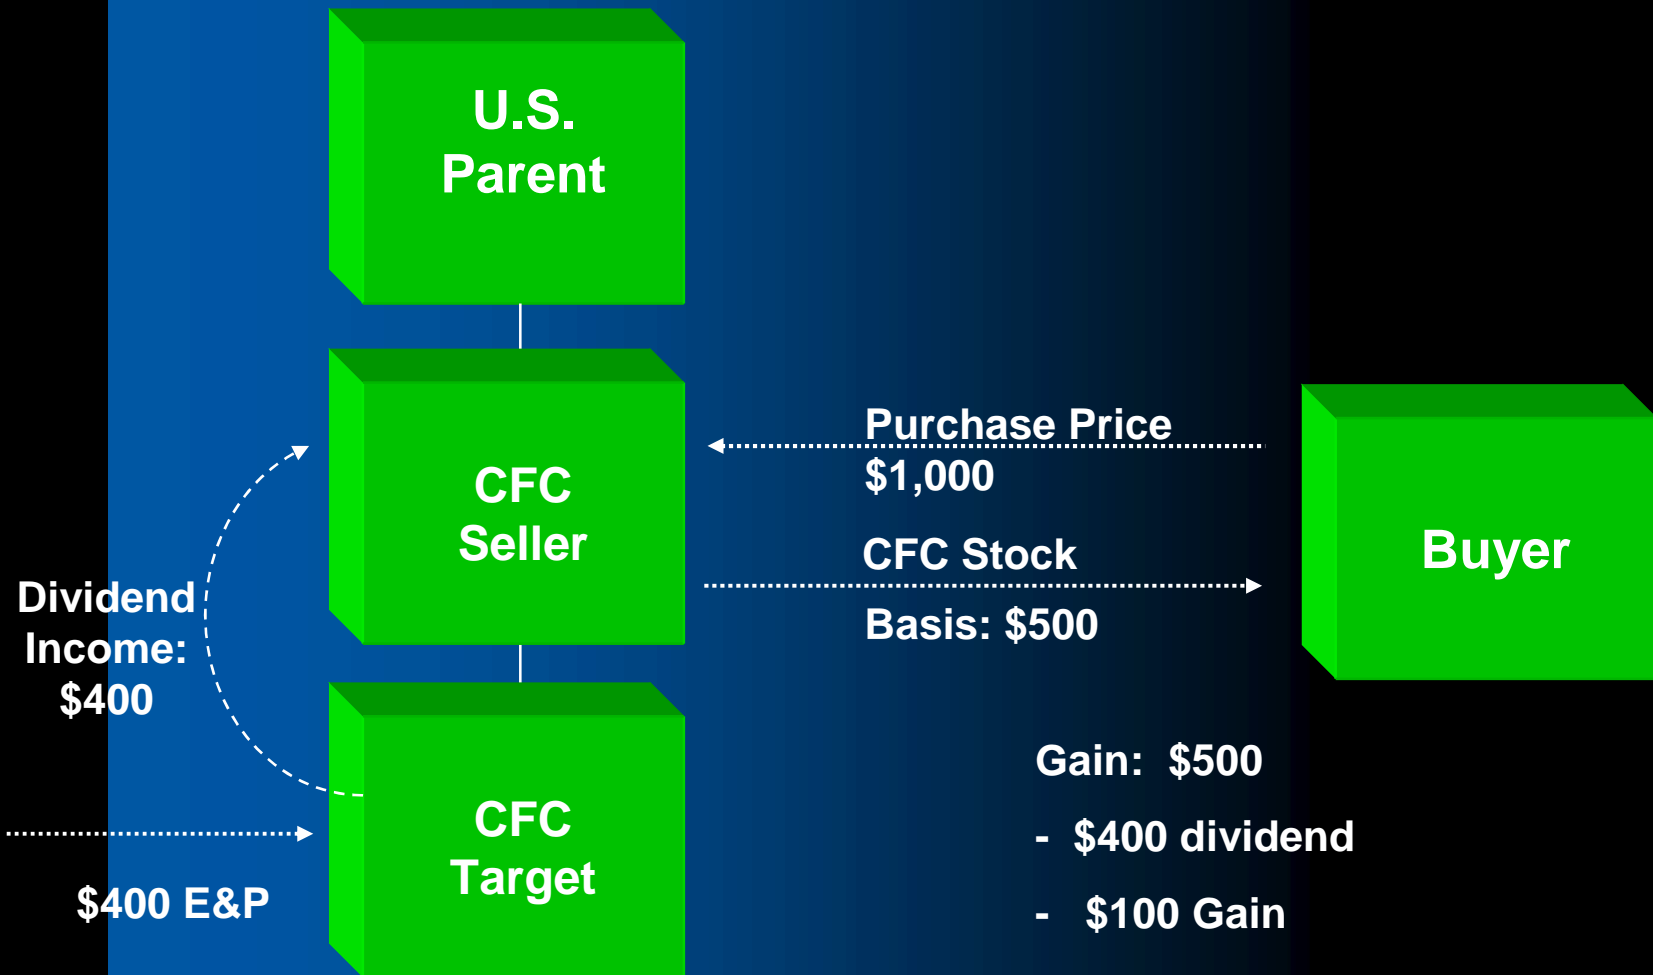 U.S.
Parent
CFC
Seller
Purchase Price
$1,000
CFC Stock
Basis: $500
Buyer
Dividend
Income:
$400
CFC
Target
$400 E&P
Gain:  $500
-  $400 dividend
-   $100 Gain